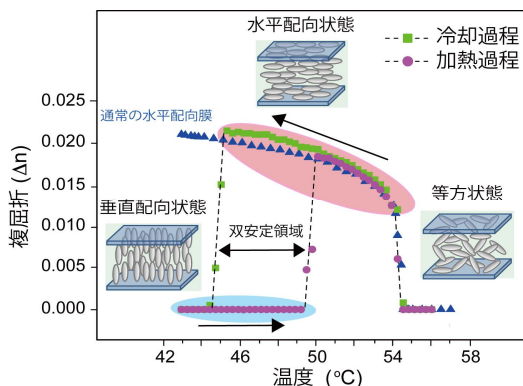 水平配向状態
冷却過程
加熱過程
0.025
通常の水平配向膜
0.020
0.015
等方状態
垂直配向状態
0.010
双安定領域
0.005
0.000
複屈折 (Δn)
42 46 50 54 58
温度 (°C)